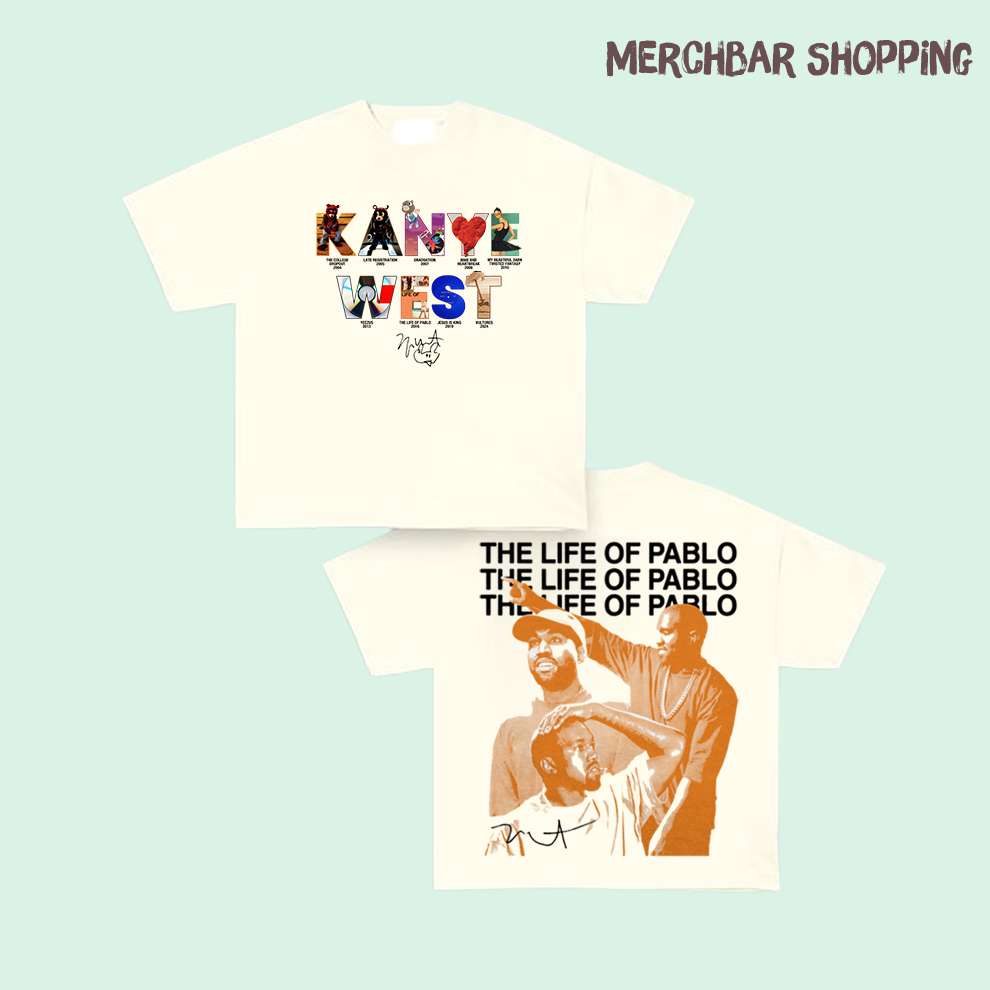 MERCHBAR SHOPPING
KANYE
THE COLLEGE DROPOUT 2004
LATE REGISTRATION 2005
GRADUATION 2007
808S AND HEARTBREAK 2008
MY BEAUTIFUL DARK TWISTED FANTASY 2010
WEST
YEEZUS 2013
THE LIFE OF PABLO 2016
JESUS IS KING 2019
VULTURES 2024
THE LIFE OF PABLO
THE LIFE OF PABLO
THE LIFE OF PABLO